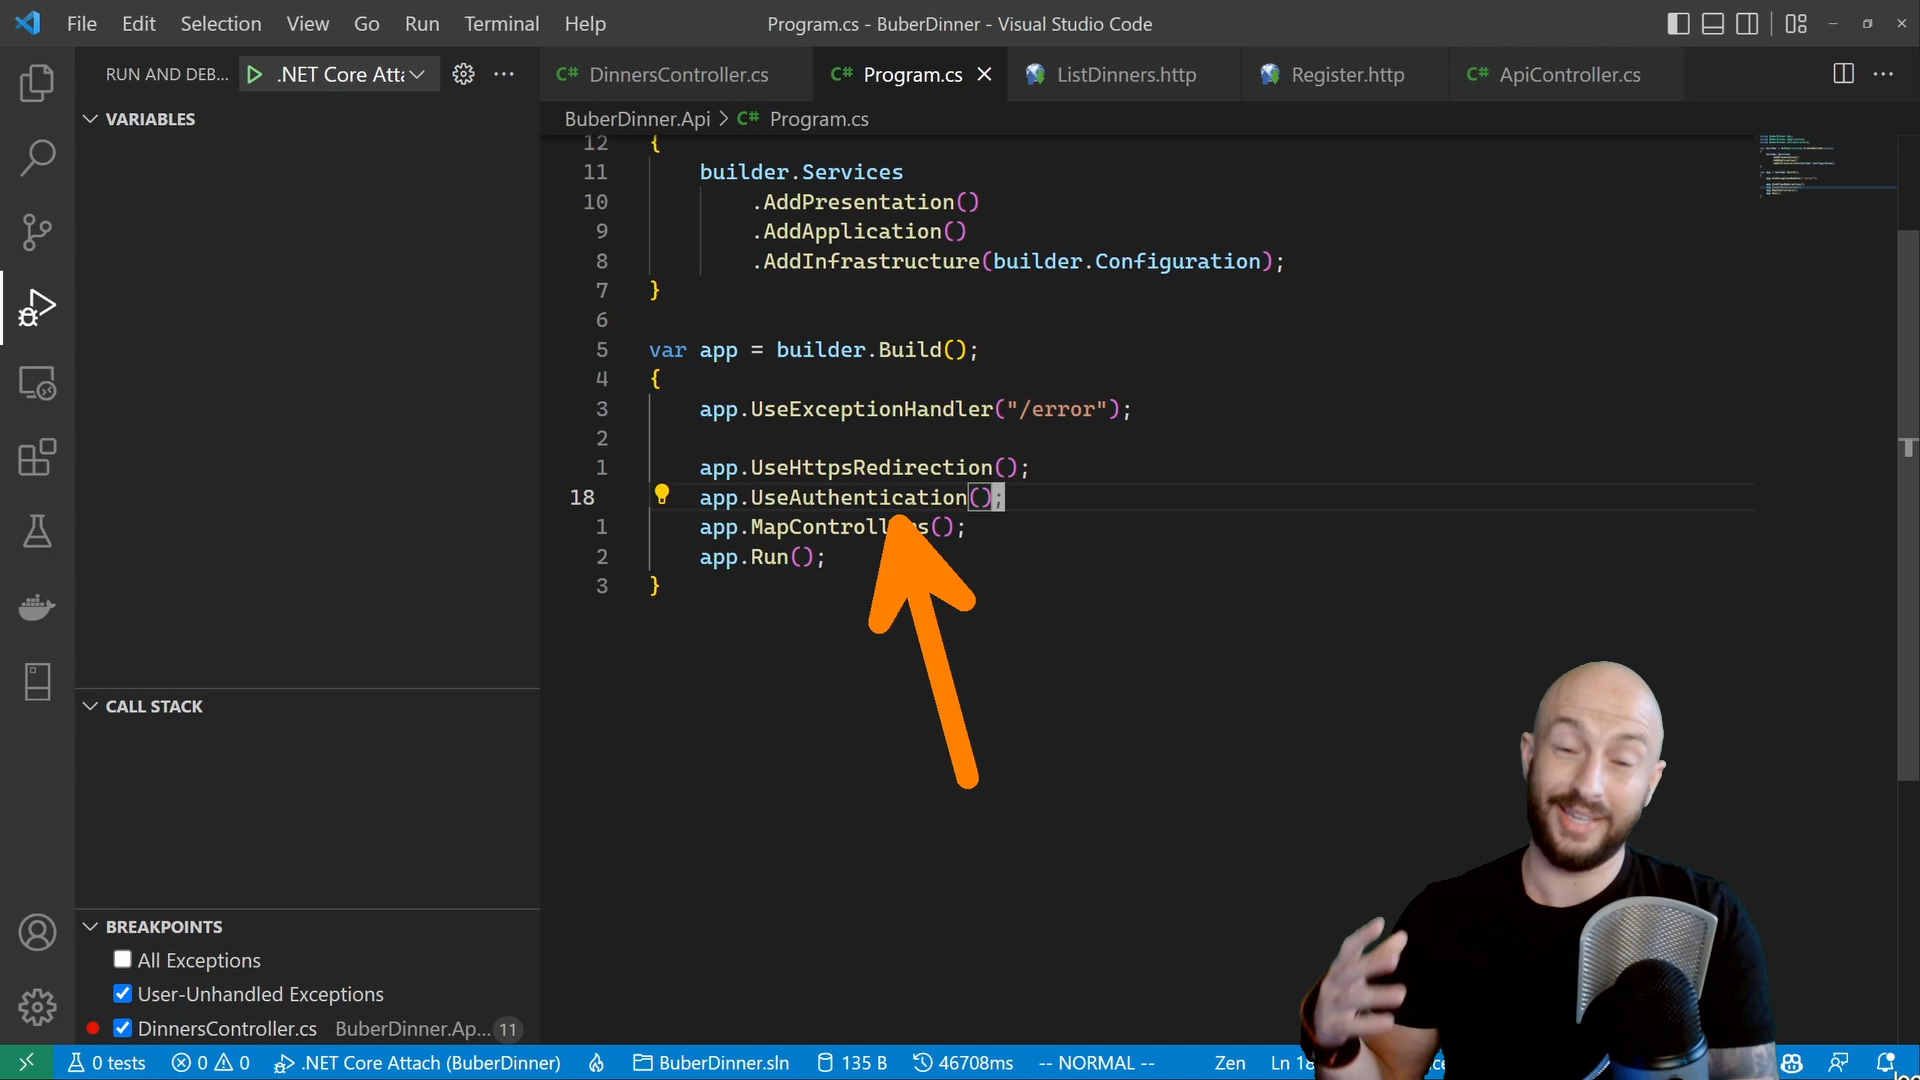 File Edit Selection View Go Run Terminal Help
Program.cs - BuberDinner - Visual Studio Code
RUN AND DEB... .NET Core Atta
DinnersController.cs Program.cs ListDinners.http Register.http ApiController.cs
BuberDinner.Api > Program.cs
VARIABLES
12 {
11 builder.Services
10 .AddPresentation()
9 .AddApplication()
8 .AddInfrastructure(builder.Configuration);
7 }
6
5 var app = builder.Build();
4 {
3 app.UseExceptionHandler("/error");
2
1 app.UseHttpsRedirection();
18 app.UseAuthentication();
1 app.MapControll s();
2 app.Run();
3 }
CALL STACK
BREAKPOINTS
All Exceptions
User-Unhandled Exceptions
DinnersController.cs BuberDinner.Ap... 11
0 tests 0 0 .NET Core Attach (BuberDinner) BuberDinner.sln 135 B 46708ms -- NORMAL -- Zen Ln 18